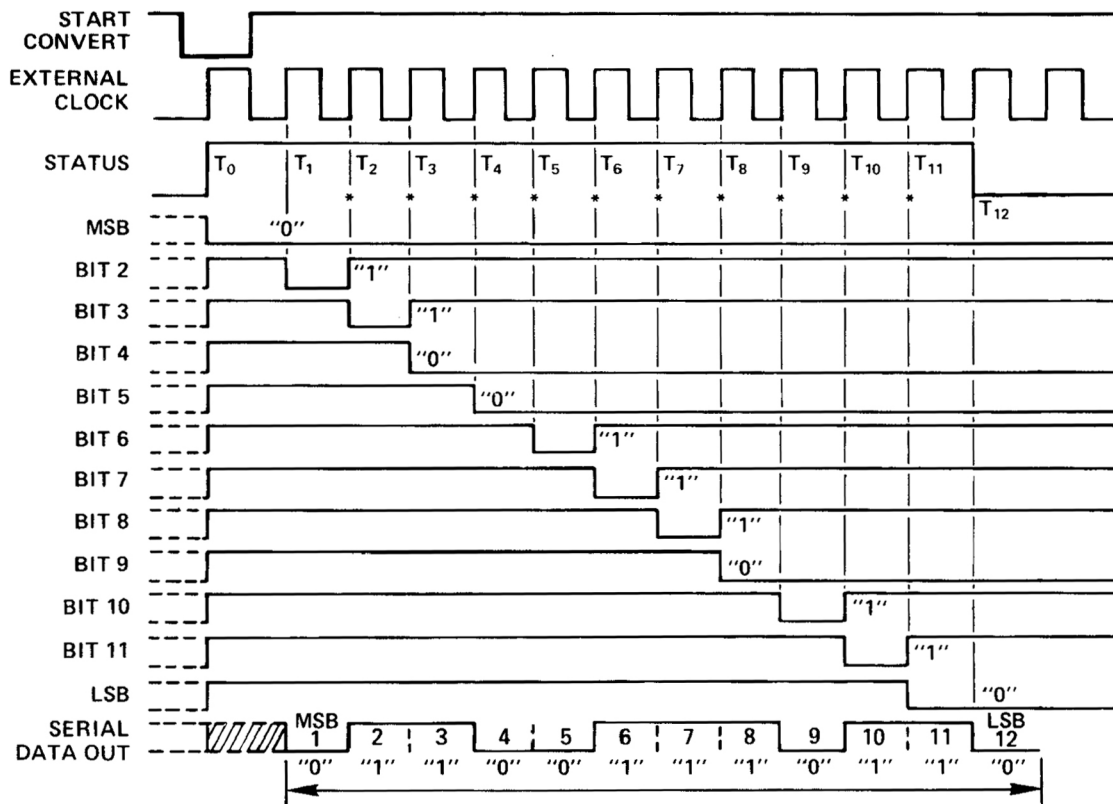 START
CONVERT
EXTERNAL
CLOCK
STATUS T0 T1 T2 T3 T4 T5 T6 T7 T8 T9 T10 T11
* * * * * * * * * *
T12
MSB "0"
BIT 2 "1"
BIT 3 "1"
BIT 4 "0"
BIT 5 "0"
BIT 6 "1"
BIT 7 "1"
BIT 8 "1"
BIT 9 "0"
BIT 10 "1"
BIT 11 "1"
LSB "0"
MSB LSB
SERIAL 1 2 3 4 5 6 7 8 9 10 11 12
DATA OUT "0" "1" "1" "0" "0" "1" "1" "1" "0" "1" "1" "0"